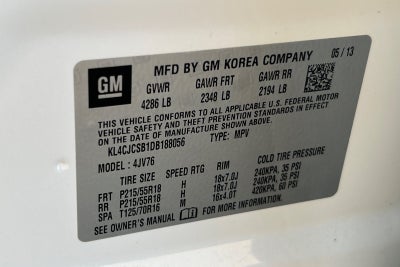 GM
MFD BY GM KOREA COMPANY
05 / 13
GVWR GAWR FRT GAWR RR
4286 LB 2348 LB 2194 LB
THIS VEHICLE CONFORMS TO ALL APPLICABLE U.S. FEDERAL MOTOR
VEHICLE SAFETY AND THEFT PREVENTION STANDARDS IN EFFECT
ON THE DATE OF MANUFACTURE SHOWN ABOVE.
KL4CJCSB1DB188056 TYPE: MPV
MODEL: 4JV76
TIRE SIZE SPEED RTG RIM COLD TIRE PRESSURE
FRT P215/55R18 H 18x7.0J 240KPA, 35 PSI
RR P215/55R18 H 18x7.0J 240KPA, 35 PSI
SPA T125/70R16 M 16x4.0T 420KPA, 60 PSI
SEE OWNER'S MANUAL FOR MORE INFORMATION.